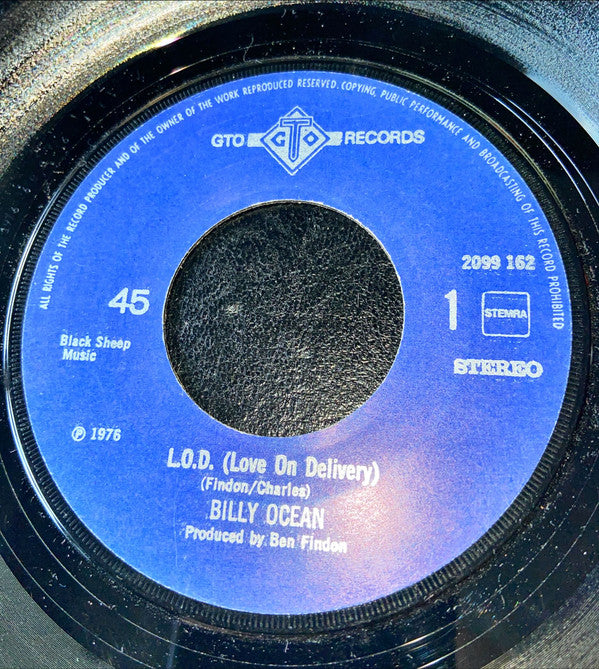 ALL RIGHTS OF THE RECORD PRODUCER AND OF THE OWNER OF THE WORK REPRODUCED RESERVED. COPYING, PUBLIC PERFORMANCE AND BROADCASTING OF THIS RECORD PROHIBITED
GTO GTO RECORDS
2099 162
45
1 STEMRA
Black Sheep
Music
STEREO
℗ 1976
L.O.D. (Love On Delivery)
(Findon/Charles)
BILLY OCEAN
Produced by Ben Findon